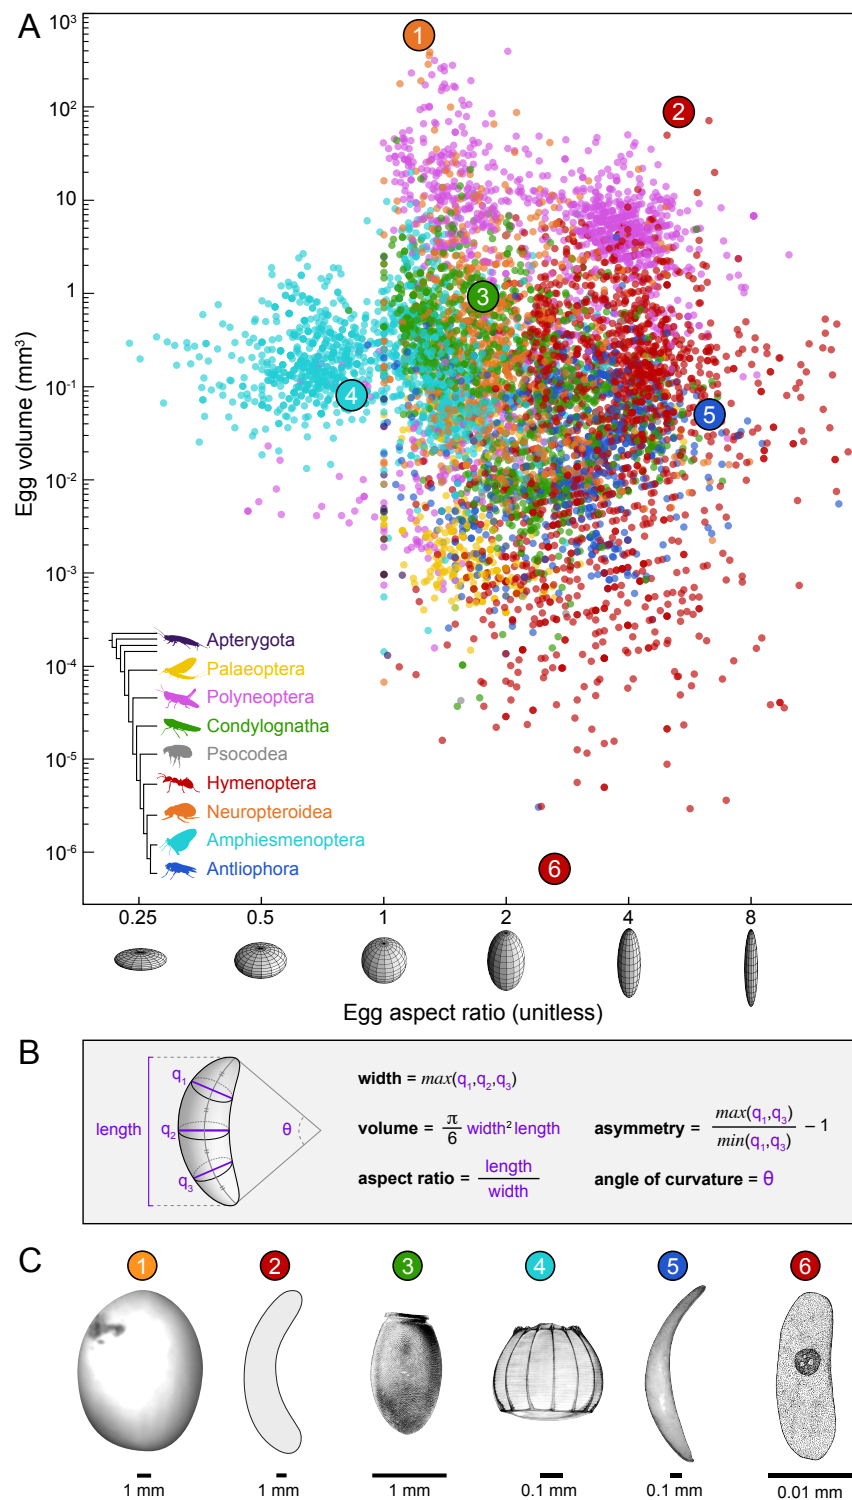 A
10³
10²
10
1
10⁻¹
10⁻²
10⁻³
10⁻⁴
10⁻⁵
10⁻⁶
Egg volume (mm³)
1
2
3
4
5
6
Apterygota
Palaeoptera
Polyneoptera
Condylognatha
Psocodea
Hymenoptera
Neuropteroidea
Amphiesmenoptera
Antliophora
0.25 0.5 1 2 4 8
Egg aspect ratio (unitless)
B
length
q₁
q₂
q₃
θ
width = max(q₁,q₂,q₃)
volume = π/6 width² length
asymmetry = max(q₁,q₃)/min(q₁,q₃) − 1
aspect ratio = length/width
angle of curvature = θ
C
1 2 3 4 5 6
1 mm 1 mm 1 mm 0.1 mm 0.1 mm 0.01 mm